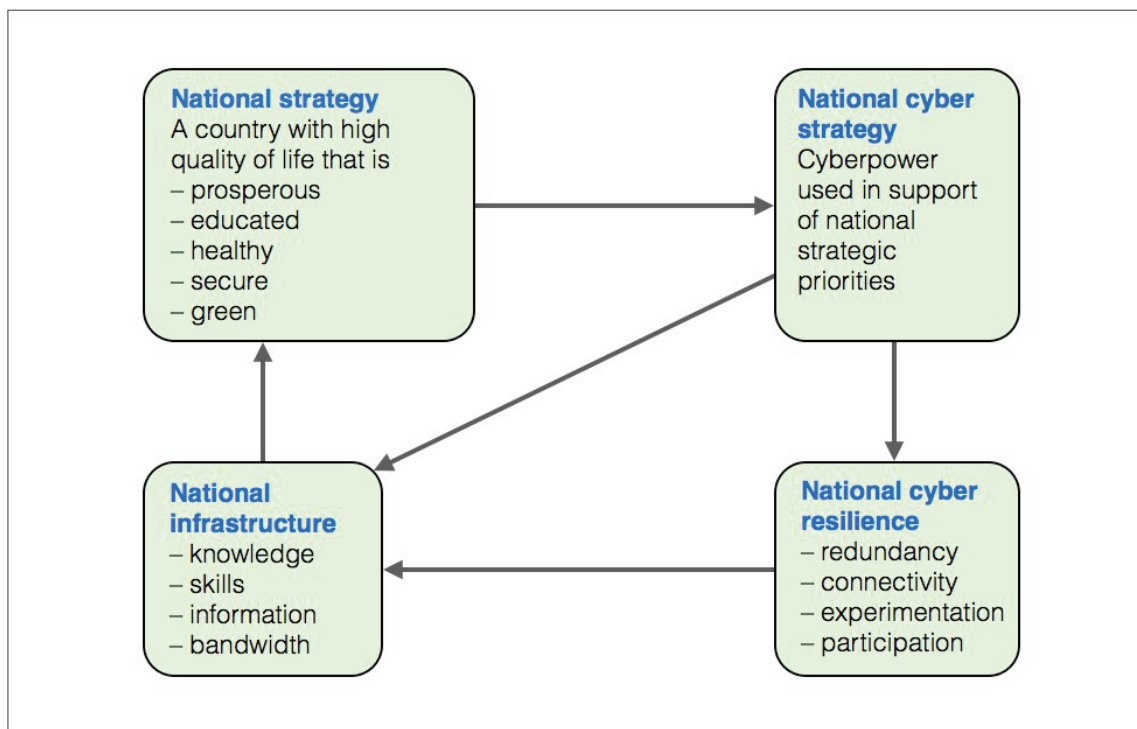 National strategy
A country with high
quality of life that is
– prosperous
– educated
– healthy
– secure
– green
National cyber
strategy
Cyberpower
used in support
of national
strategic
priorities
National
infrastructure
– knowledge
– skills
– information
– bandwidth
National cyber
resilience
– redundancy
– connectivity
– experimentation
– participation